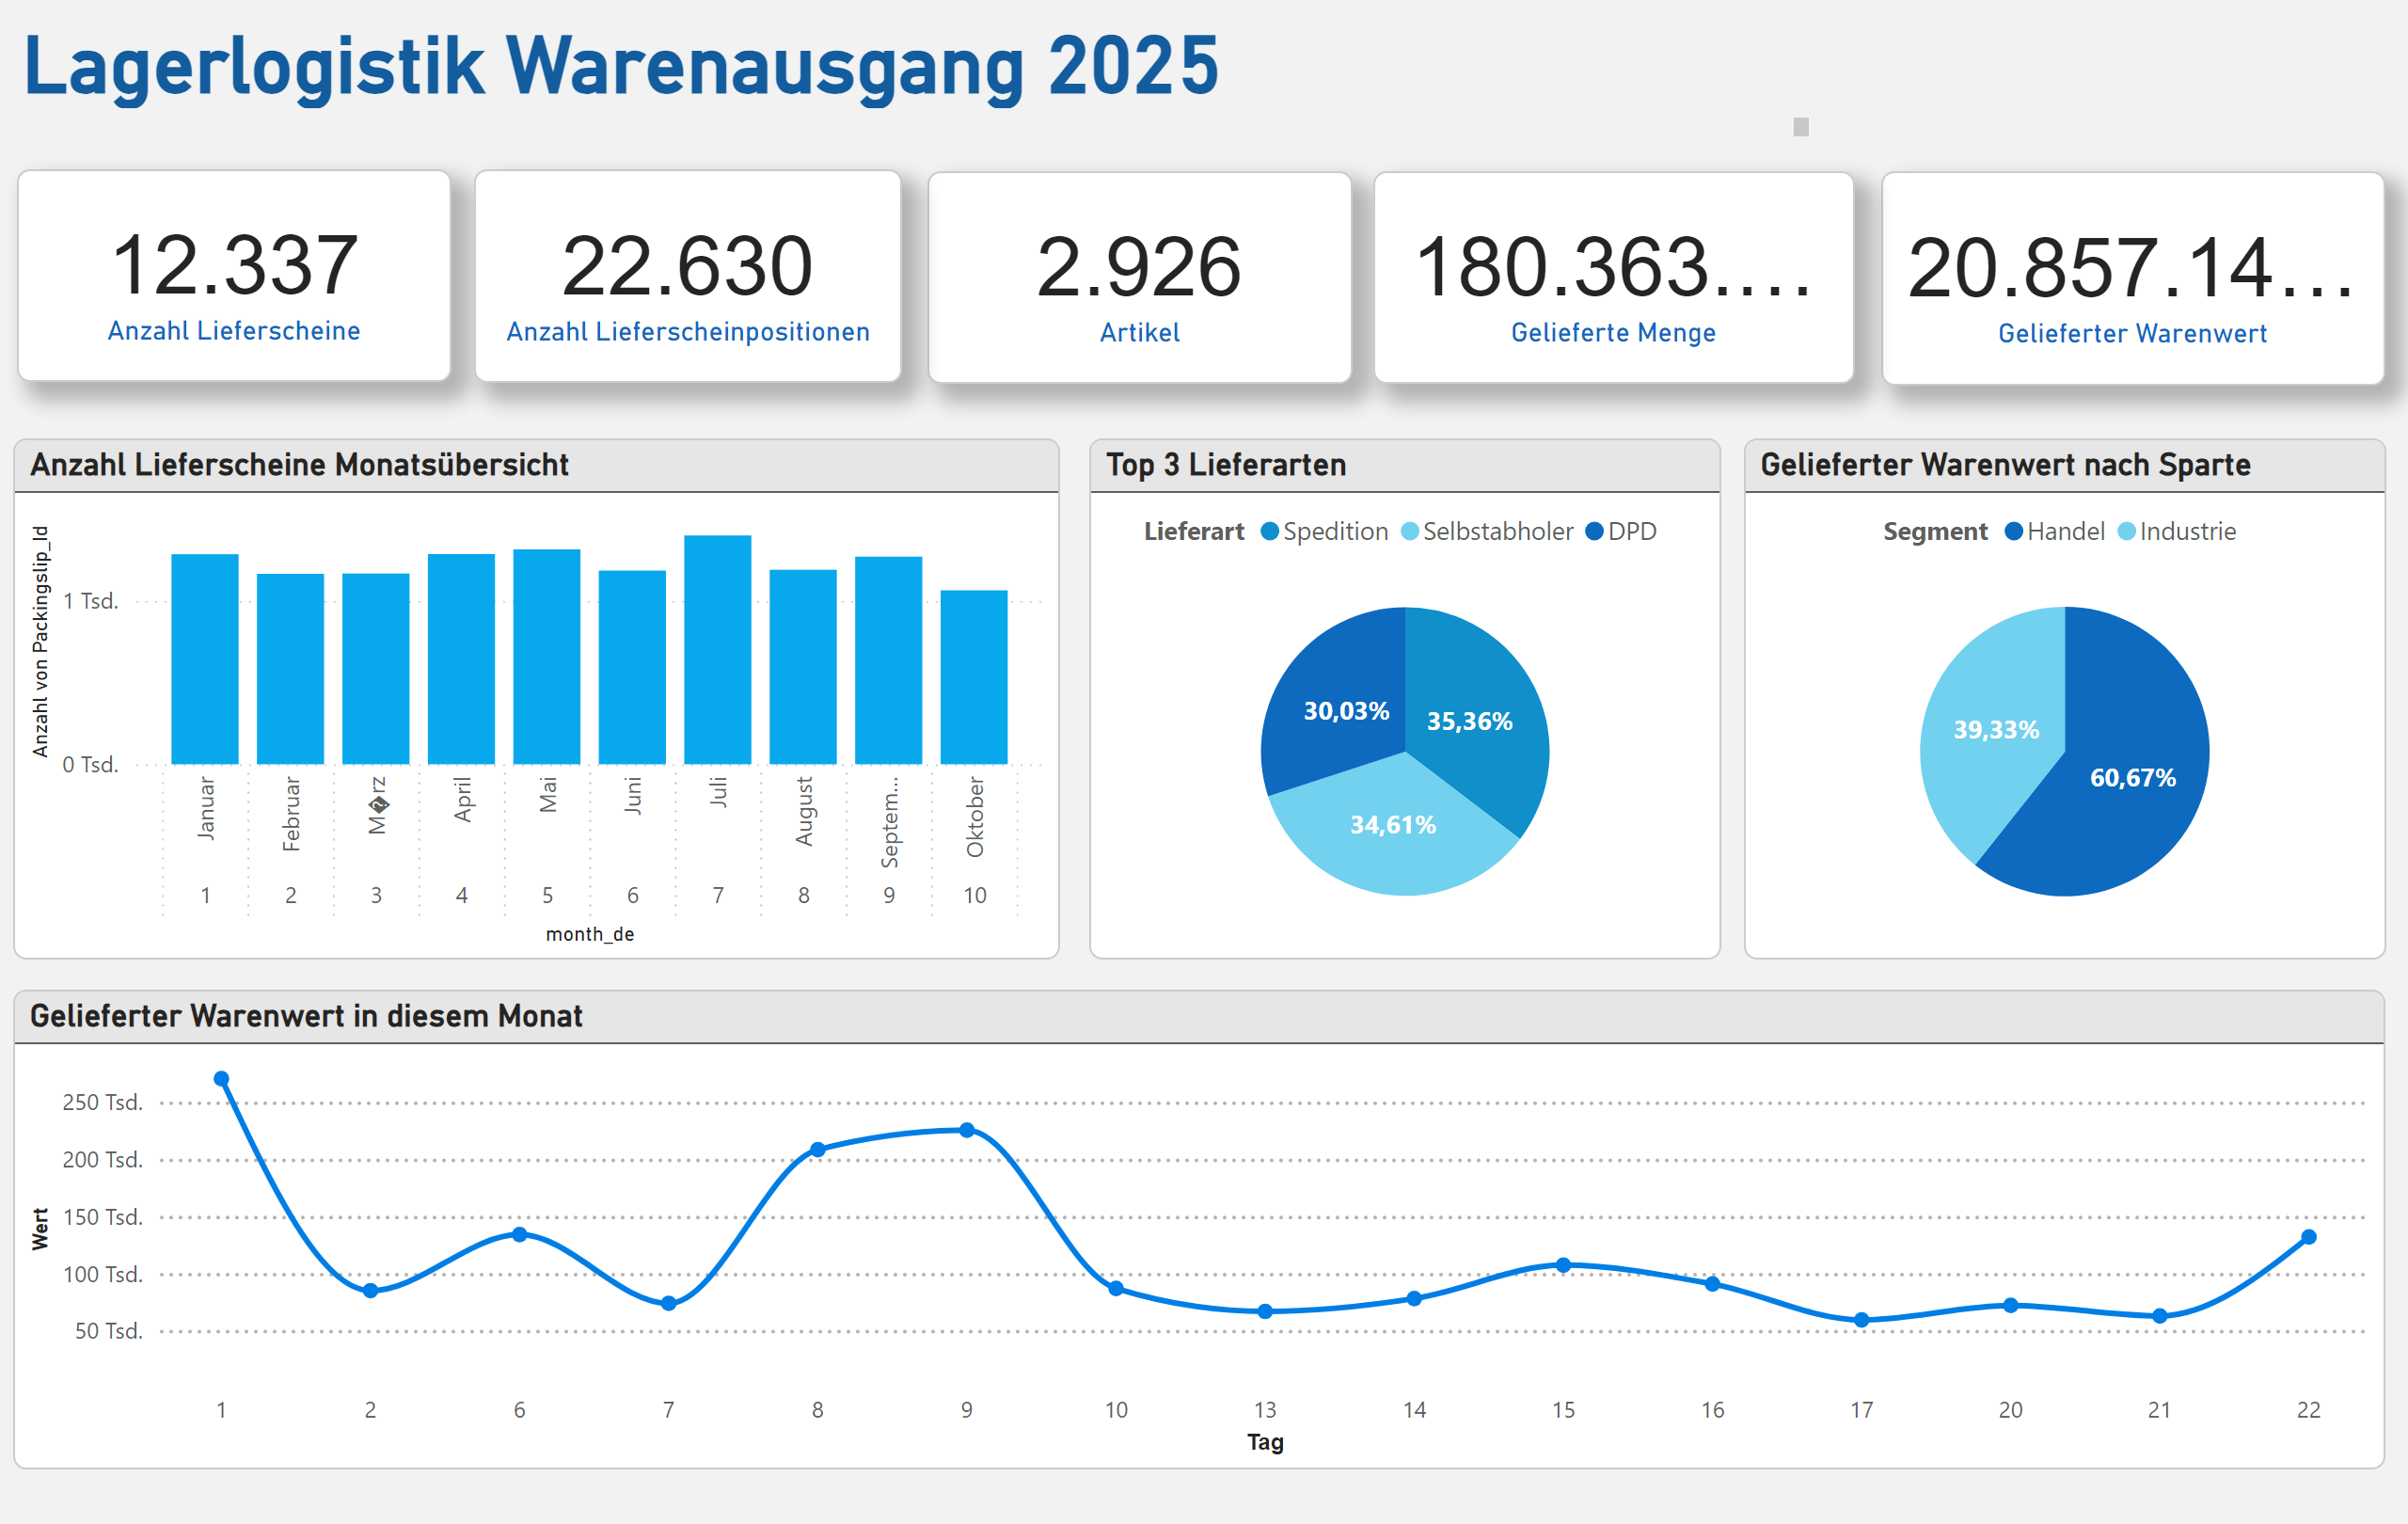 Lagerlogistik Warenausgang 2025
12.337
Anzahl Lieferscheine
22.630
Anzahl Lieferscheinpositionen
2.926
Artikel
180.363....
Gelieferte Menge
20.857.14...
Gelieferter Warenwert
Anzahl Lieferscheine Monatsübersicht
Anzahl von Packingslip_Id
1 Tsd.
0 Tsd.
Januar
Februar
M�rz
April
Mai
Juni
Juli
August
Septem...
Oktober
1 2 3 4 5 6 7 8 9 10
month_de
Top 3 Lieferarten
Lieferart Spedition Selbstabholer DPD
30,03%
35,36%
34,61%
Gelieferter Warenwert nach Sparte
Segment Handel Industrie
39,33%
60,67%
Gelieferter Warenwert in diesem Monat
Wert
250 Tsd.
200 Tsd.
150 Tsd.
100 Tsd.
50 Tsd.
1 2 6 7 8 9 10 13 14 15 16 17 20 21 22
Tag